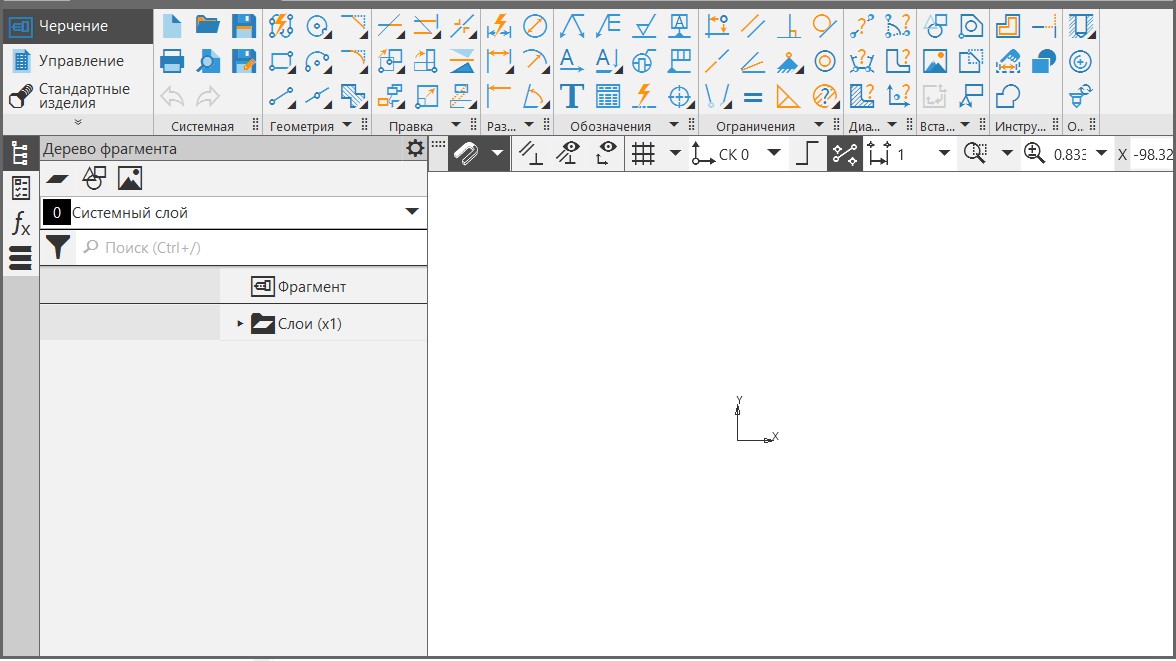 Черчение
Управление
Стандартные
изделия
Системная
Геометрия
Правка
Раз...
Обозначения
Ограничения
Диа...
Вста...
Инстру...
О...
Дерево фрагмента
СК 0
1
0.833
X -98.32
0 Системный слой
Поиск (Ctrl+/)
Фрагмент
Слои (x1)
Y
X